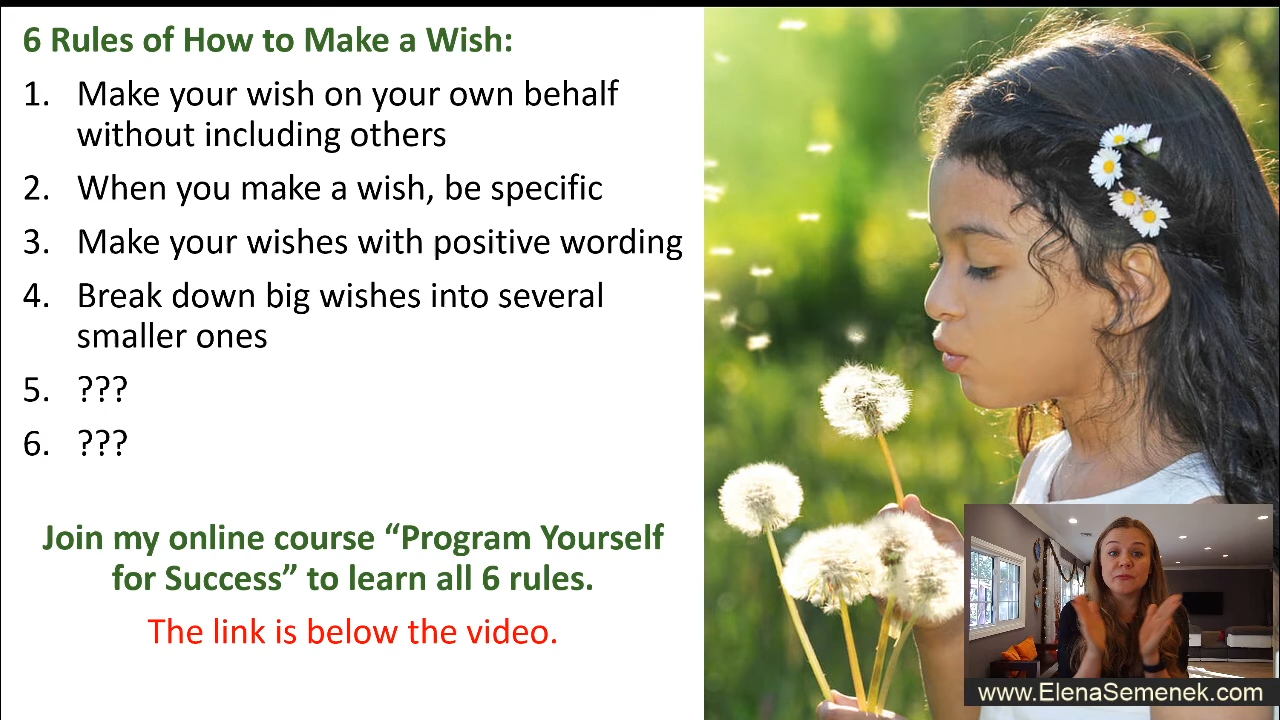 6 Rules of How to Make a Wish:
1. Make your wish on your own behalf
without including others
2. When you make a wish, be specific
3. Make your wishes with positive wording
4. Break down big wishes into several
smaller ones
5. ???
6. ???
Join my online course “Program Yourself
for Success” to learn all 6 rules.
The link is below the video.
www.ElenaSemenek.com